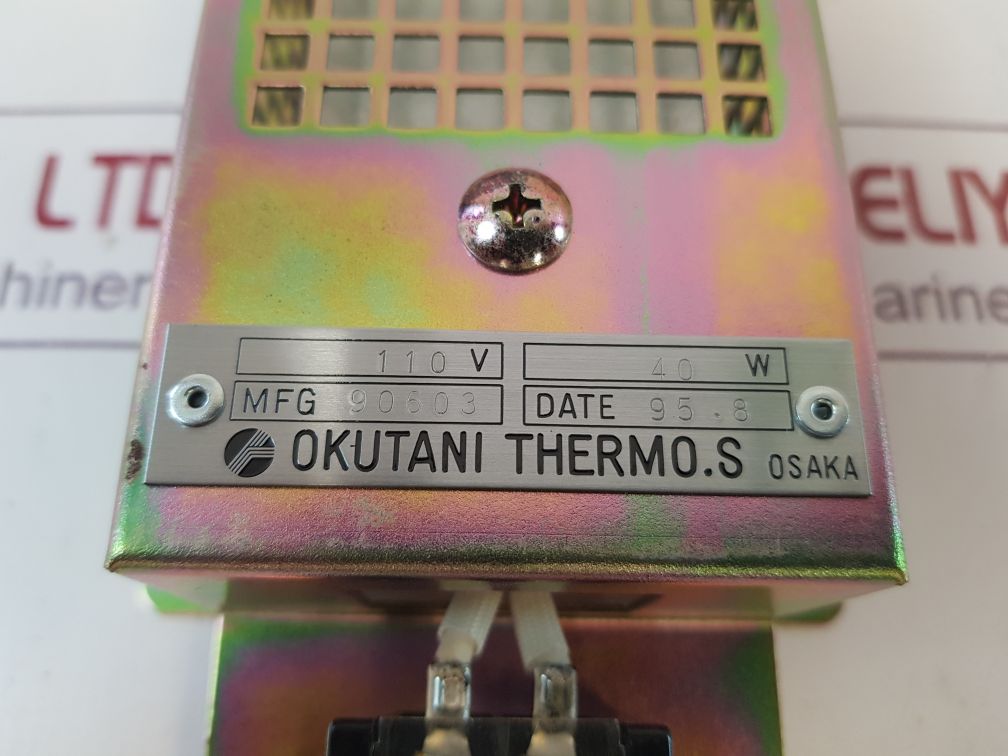 LTD ELIY
hiner arine
110 V 40 W
MFG 90603 DATE 95.8
OKUTANI THERMO.S OSAKA